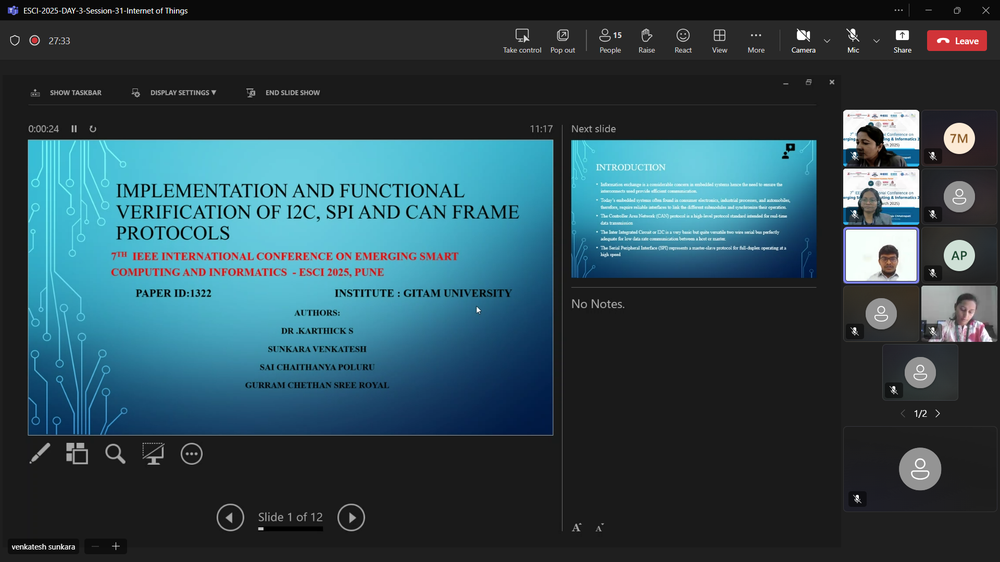 ESCI-2025-DAY-3-Session-31-Internet of Things
27:33
Take control
Pop out
15
People
Raise
React
View
More
Camera
Mic
Share
Leave
SHOW TASKBAR
DISPLAY SETTINGS ▼
END SLIDE SHOW
0:00:24
11:17
IMPLEMENTATION AND FUNCTIONAL
VERIFICATION OF I2C, SPI AND CAN FRAME
PROTOCOLS
7TH IEEE INTERNATIONAL CONFERENCE ON EMERGING SMART
COMPUTING AND INFORMATICS - ESCI 2025, PUNE
PAPER ID:1322
INSTITUTE : GITAM UNIVERSITY
AUTHORS:
DR .KARTHICK S
SUNKARA VENKATESH
SAI CHAITHANYA POLURU
GURRAM CHETHAN SREE ROYAL
Slide 1 of 12
Next slide
INTRODUCTION
• Information exchange is a considerable concern in embedded systems hence the need to ensure the
interconnects used provide efficient communication.
• Today's embedded systems often found in consumer electronics, industrial processes, and automobiles,
therefore, require reliable interfaces to link the different submodules and synchronize their operation.
• The Controller Area Network (CAN) protocol is a high-level protocol standard intended for real-time
data transmission
• The Inter Integrated Circuit or I2C is a very basic but quite versatile two wire serial bus perfectly
adequate for low data rate communication between a host or master.
• The Serial Peripheral Interface (SPI) represents a master-slave protocol for full-duplex operating at a
high speed
No Notes.
A A
7M
AP
1/2
venkatesh sunkara